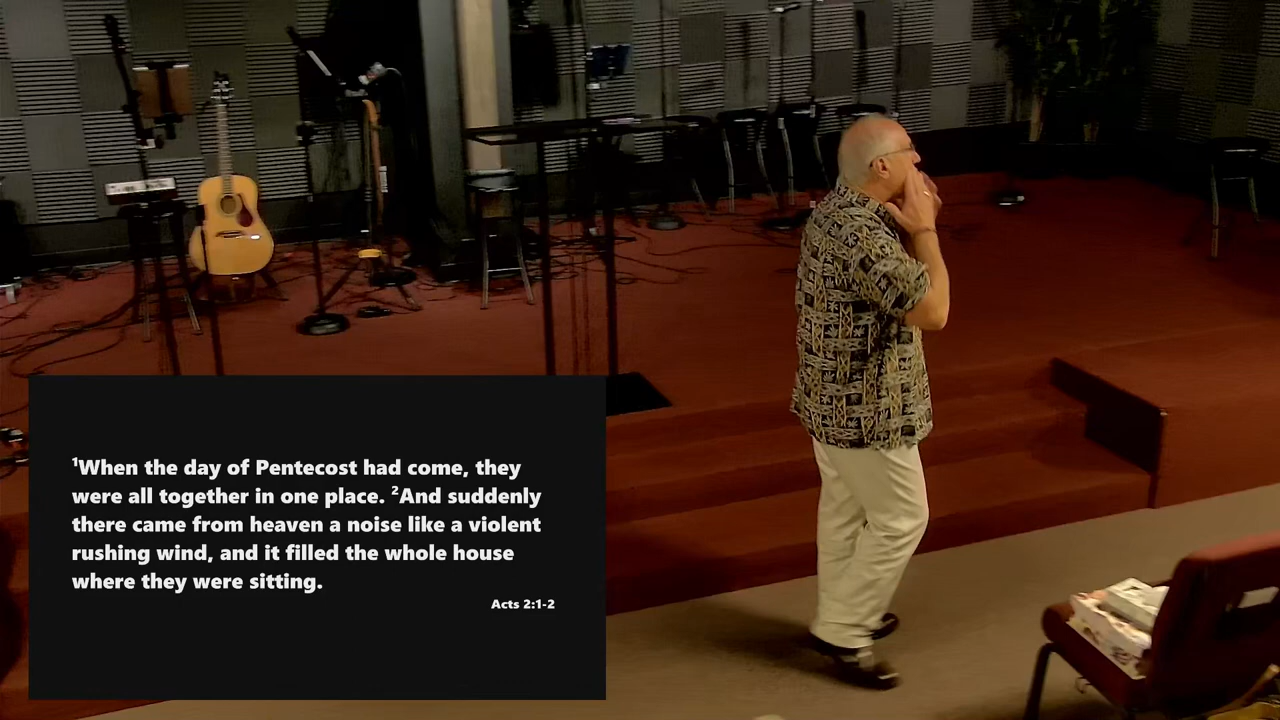 ¹When the day of Pentecost had come, they
were all together in one place. ²And suddenly
there came from heaven a noise like a violent
rushing wind, and it filled the whole house
where they were sitting.
Acts 2:1-2